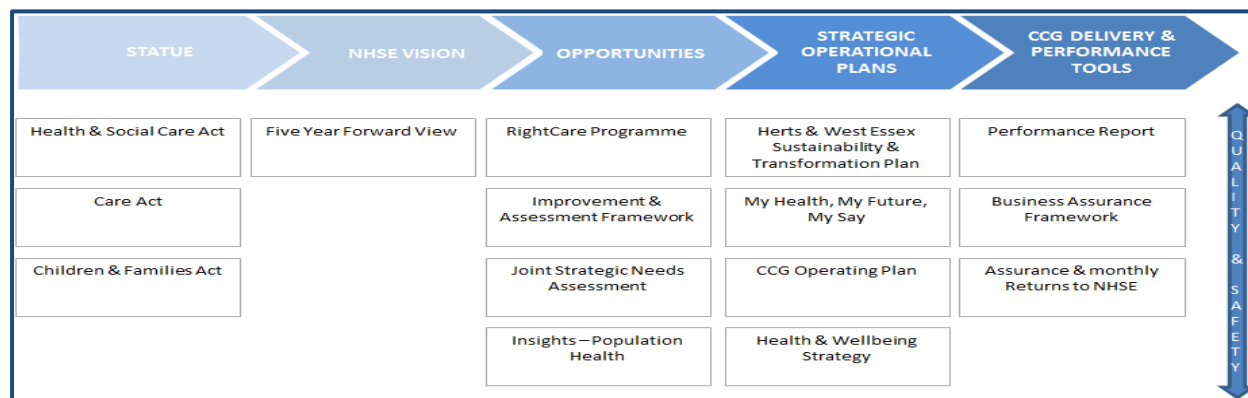 STATUE
NHSE VISION
OPPORTUNITIES
STRATEGIC
OPERATIONAL
PLANS
CCG DELIVERY &
PERFORMANCE
TOOLS
Health & Social Care Act
Care Act
Children & Families Act
Five Year Forward View
RightCare Programme
Improvement &
Assessment Framework
Joint Strategic Needs
Assessment
Insights – Population
Health
Herts & West Essex
Sustainability &
Transformation Plan
My Health, My Future,
My Say
CCG Operating Plan
Health & Wellbeing
Strategy
Performance Report
Business Assurance
Framework
Assurance & monthly
Returns to NHSE
QUALITY & SAFETY